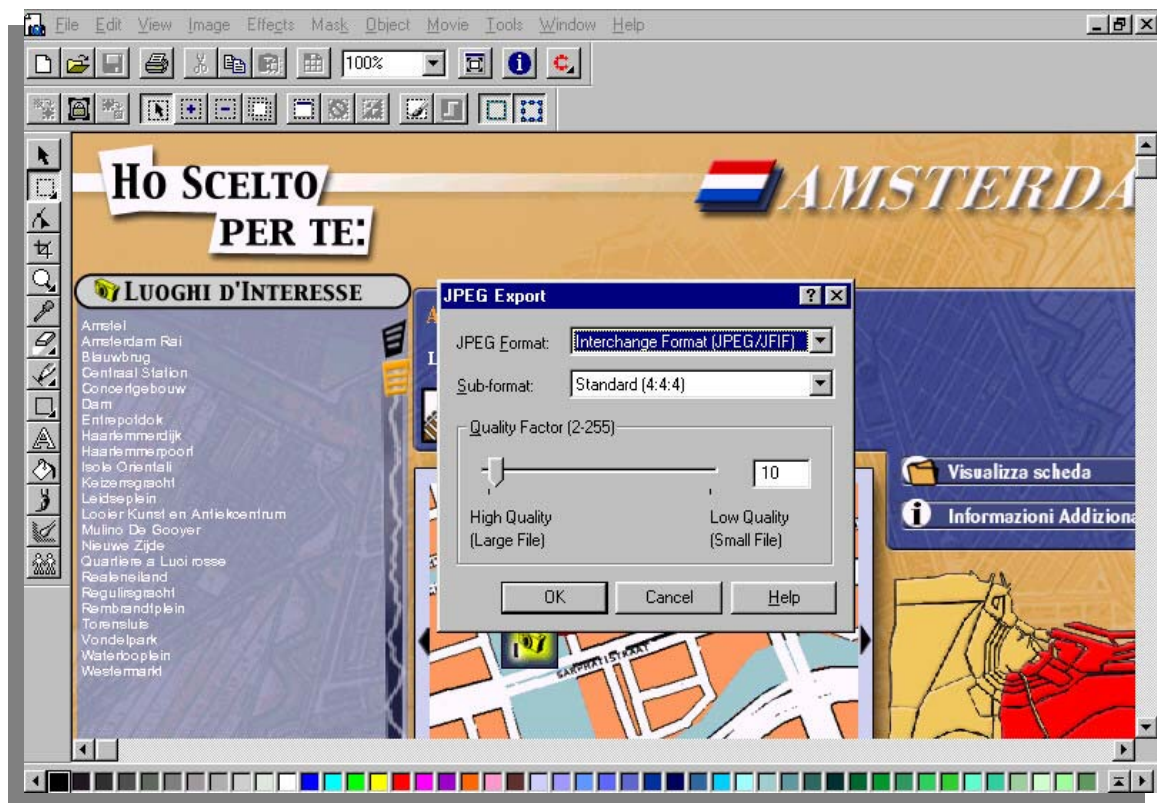 File Edit View Image Effects Mask Object Movie Tools Window Help
100%
HO SCELTO
PER TE:
AMSTERDA
LUOGHI D'INTERESSE
Amstel
Amsterdam Rai
Blauwbrug
Centraal Station
Concertgebouw
Dam
Entrepotdok
Haarlemmerdijk
Haarlemmerpoort
Isole Orientali
Keizersgracht
Leidseplein
Looier Kunst en Antiekcentrum
Mulino De Gooyer
Nieuwe Zijde
Quartiere a Luci rosse
Realeneiland
Regulirsgracht
Rembrandtplein
Torensluis
Vondelpark
Waterlooplein
Westermarkt
A
L
JPEG Export
JPEG Format: Interchange Format (JPEG/JFIF)
Sub-format: Standard (4:4:4)
Quality Factor (2-255)
10
High Quality Low Quality
(Large File) (Small File)
OK Cancel Help
Visualizza scheda
Informazioni Addiziona
SARPHATISTRAAT